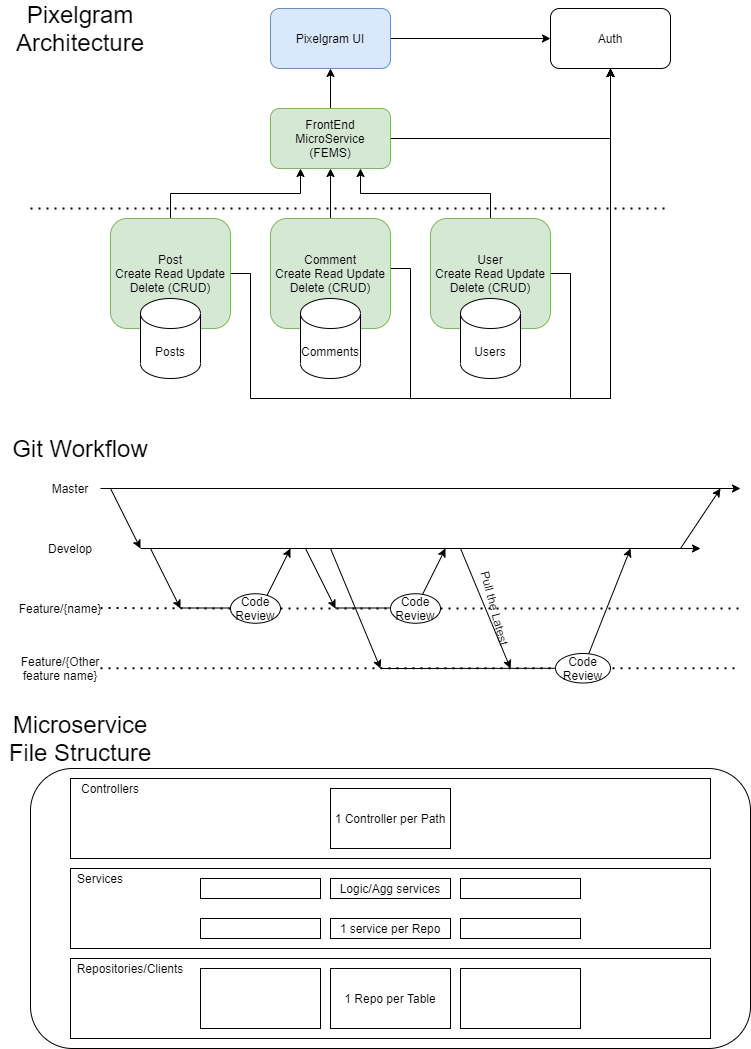 Pixelgram
Architecture
Pixelgram UI
Auth
FrontEnd
MicroService
(FEMS)
Post
Create Read Update
Delete (CRUD)
Comment
Create Read Update
Delete (CRUD)
User
Create Read Update
Delete (CRUD)
Posts
Comments
Users
Git Workflow
Master
Develop
Feature/{name}
Code
Review
Code
Review
Pull the Latest
Feature/{Other
feature name}
Code
Review
Microservice
File Structure
Controllers
1 Controller per Path
Services
Logic/Agg services
1 service per Repo
Repositories/Clients
1 Repo per Table